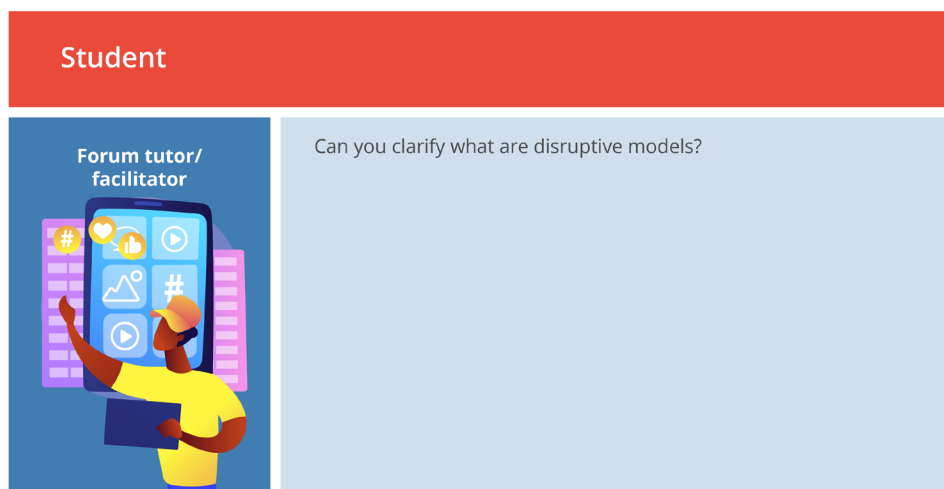 Student
Forum tutor/
facilitator
Can you clarify what are disruptive models?
#
#